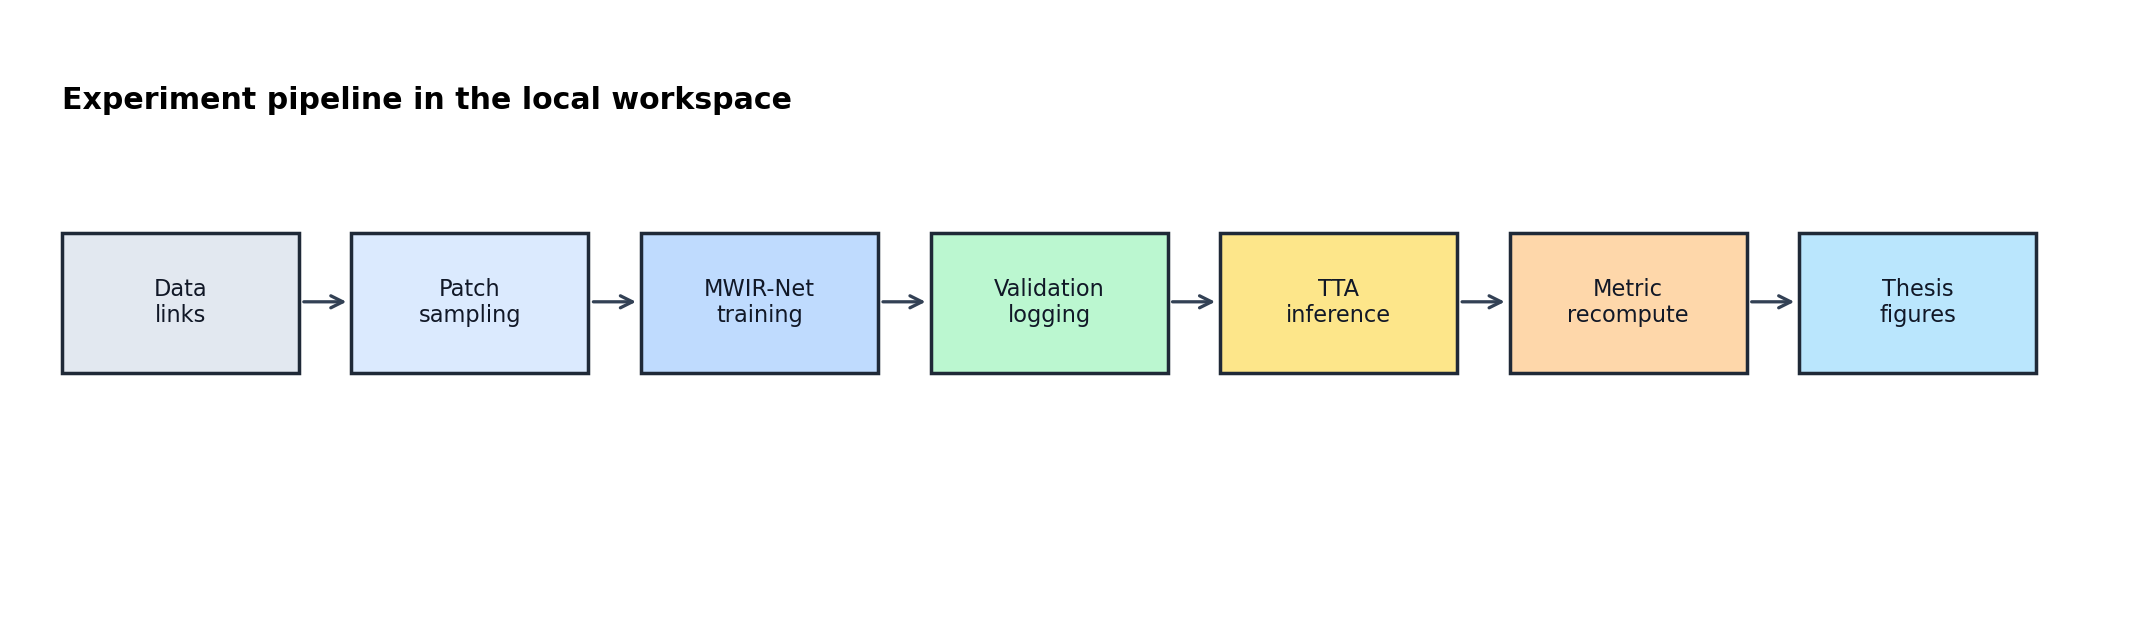 Experiment pipeline in the local workspace
Data
links
Patch
sampling
MWIR-Net
training
Validation
logging
TTA
inference
Metric
recompute
Thesis
figures